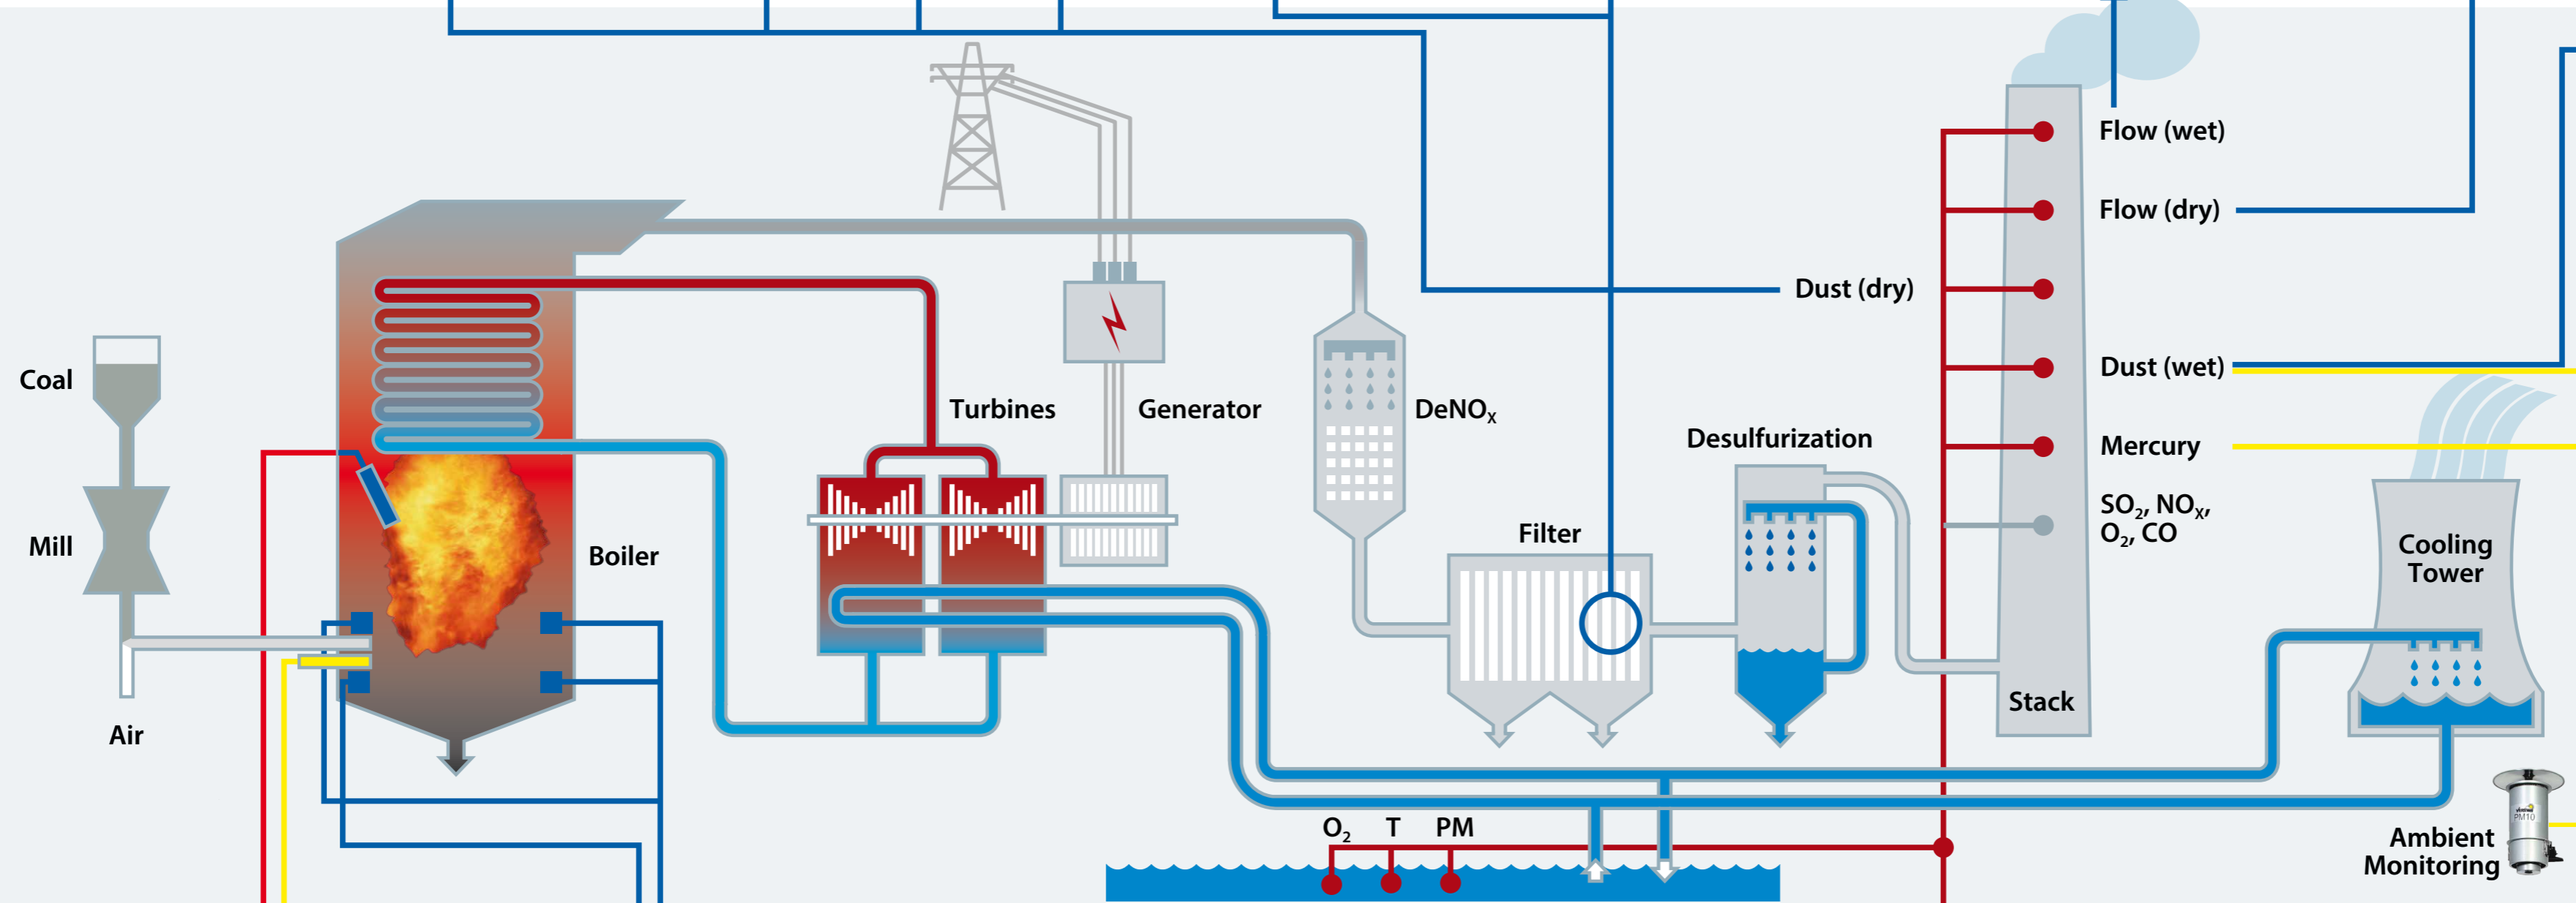 Flow (wet)
Flow (dry)
Dust (dry)
Dust (wet)
Coal
Turbines
Generator
DeNOX
Desulfurization
Mercury
SO2, NOX,
O2, CO
Filter
Mill
Boiler
Cooling
Tower
Stack
Air
O2 T PM
PM10
Ambient
Monitoring